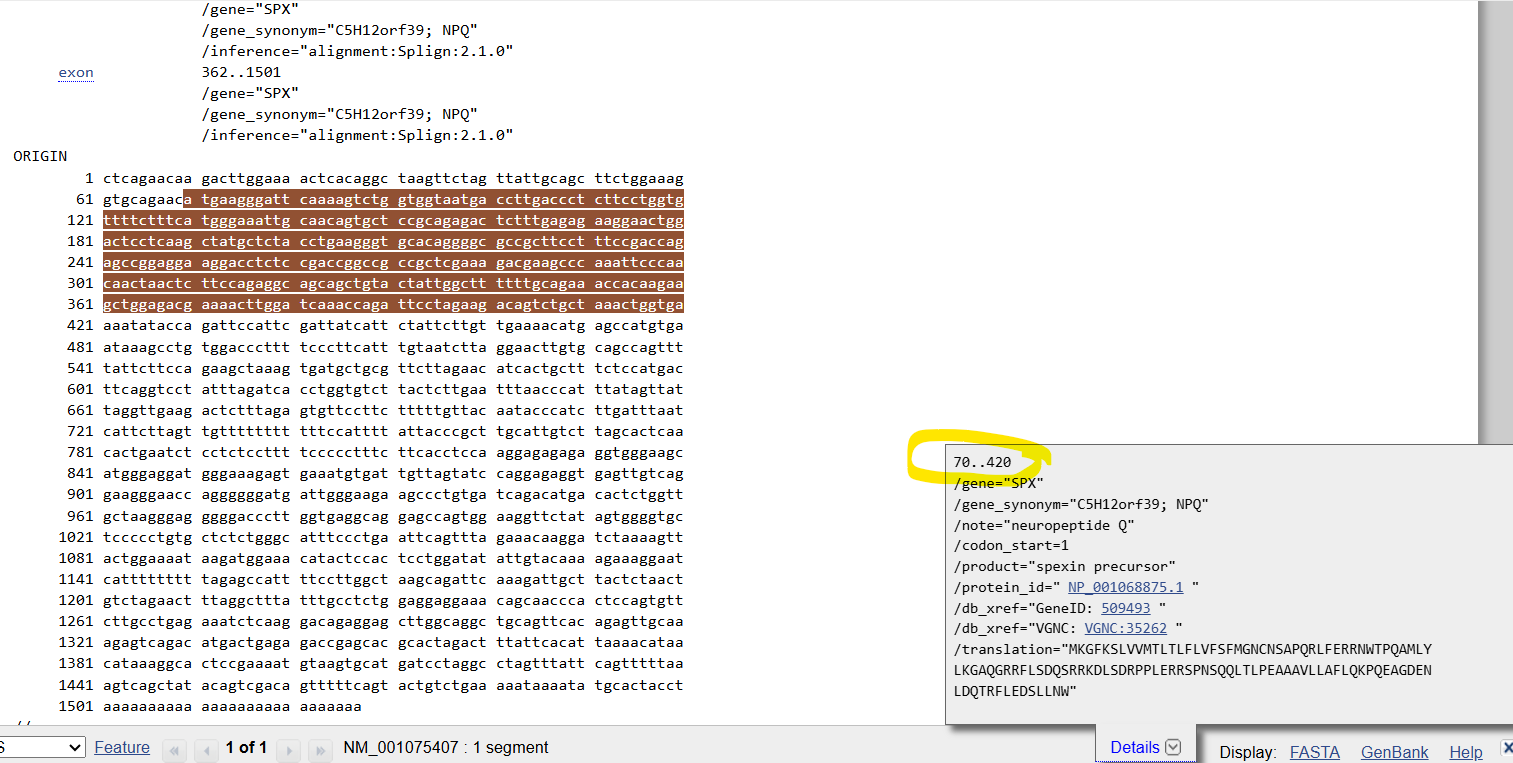 /gene="SPX"
/gene_synonym="C5H12orf39; NPQ"
/inference="alignment:Splign:2.1.0"
exon 362..1501
/gene="SPX"
/gene_synonym="C5H12orf39; NPQ"
/inference="alignment:Splign:2.1.0"
ORIGIN
1 ctcagaacaa gacttggaaa actcacaggc taagttctag ttattgcagc ttctggaaag
61 gtgcagaaca atgaagggatt caaaagtctg gtggtaatga ccttgaccct cttcctggtg
121 ttttctttca tgggaaattg caacagtgct ccgcagagac tctttgagag aaggaactgg
181 actcctcaag ctatgctcta cctgaagggt gcacaggggc gccgcttcct ttccgaccag
241 agccggagga aggacctctc cgaccggccg ccgctcgaaa gacgaagccc aaattcccaa
301 caactaactc ttccagaggc agcagctgta ctattggctt ttttgcagaa accacaagaa
361 gctggagacg aaaacttgga tcaaaccaga ttcctagaag acagtctgct aaactggtga
421 aaatatacca gattccattc gattatcatt ctattcttgt tgaaaacatg agccatgtga
481 ataaagcctg tggacccttt tcccttcatt tgtaatctta ggaacttgtg cagccagttt
541 tattcttcca gaagctaaag tgatgctgcg ttcttagaac atcactgctt tctccatgac
601 ttcaggtcct atttagatca cctggtgtct tactcttgaa tttaacccat ttatagttat
661 taggttgaag actctttaga gtgttccttc tttttgttac aatacccatc ttgatttaat
721 cattcttagt tgttttttttt tttccatttt attacccgct tgcattgtct tagcactcaa
781 cactgaatct cctctccttt tcccccttttc ttcacctcca aggagagaga ggtgggaagc
841 atgggaggat gggaaagagt gaaatgtgat tgttagtatc caggagaggt gagttgtcag
901 gaagggaacc aggggggatg attgggaaga agccctgtga tcagacatga cactctggtt
961 gctaagggag gggaccccttt ggtgaggcag gagccagtgg aaggttctat agtggggtgc
1021 tccccctgtg ctctctgggc atttccctga attcagttta gaaacaagga tctaaaagtt
1081 actggaaaat aagatggaaa catactccac tcctggatat attgtacaaa agaaaggaat
1141 catttttttt tagagccatt ttccttggct aagcagattc aaagattgct tactctaact
1201 gtctagaact ttaggcttta tttgcctctg gaggaggaaa cagcaaccca ctccagtgtt
1261 cttgcctgag aaatctcaag gacagaggag cttggcaggc tgcagttcac agagttgcaa
1321 agagtcagac atgactgaga gaccgagcac gcactagact ttattcacat taaaacataa
1381 cataaaggca ctccgaaaat gtaagtgcat gatcctaggc ctagtttatt cagtttttaa
1441 agtcagctat acagtcgaca gtttttcagt actgtctgaa aaataaaata tgcactacct
1501 aaaaaaaaaa aaaaaaaaaa aaaaaaa
//
70..420
/gene="SPX"
/gene_synonym="C5H12orf39; NPQ"
/note="neuropeptide Q"
/codon_start=1
/product="spexin precursor"
/protein_id=" NP_001068875.1 "
/db_xref="GeneID: 509493 "
/db_xref="VGNC: VGNC:35262 "
/translation="MKGFKSLVVMTLTLFLVFSFMGNCNSAPQRLFERRNWTPQAMLY
LKGAQGRRFLSDQSRRKDLSDRPPLERRSPNSQQLTLPEAAAVLLAFLQKPQEAGDEN
LDQTRFLEDSLLNW"
Feature 1 of 1 NM_001075407 : 1 segment Details Display: FASTA GenBank Help